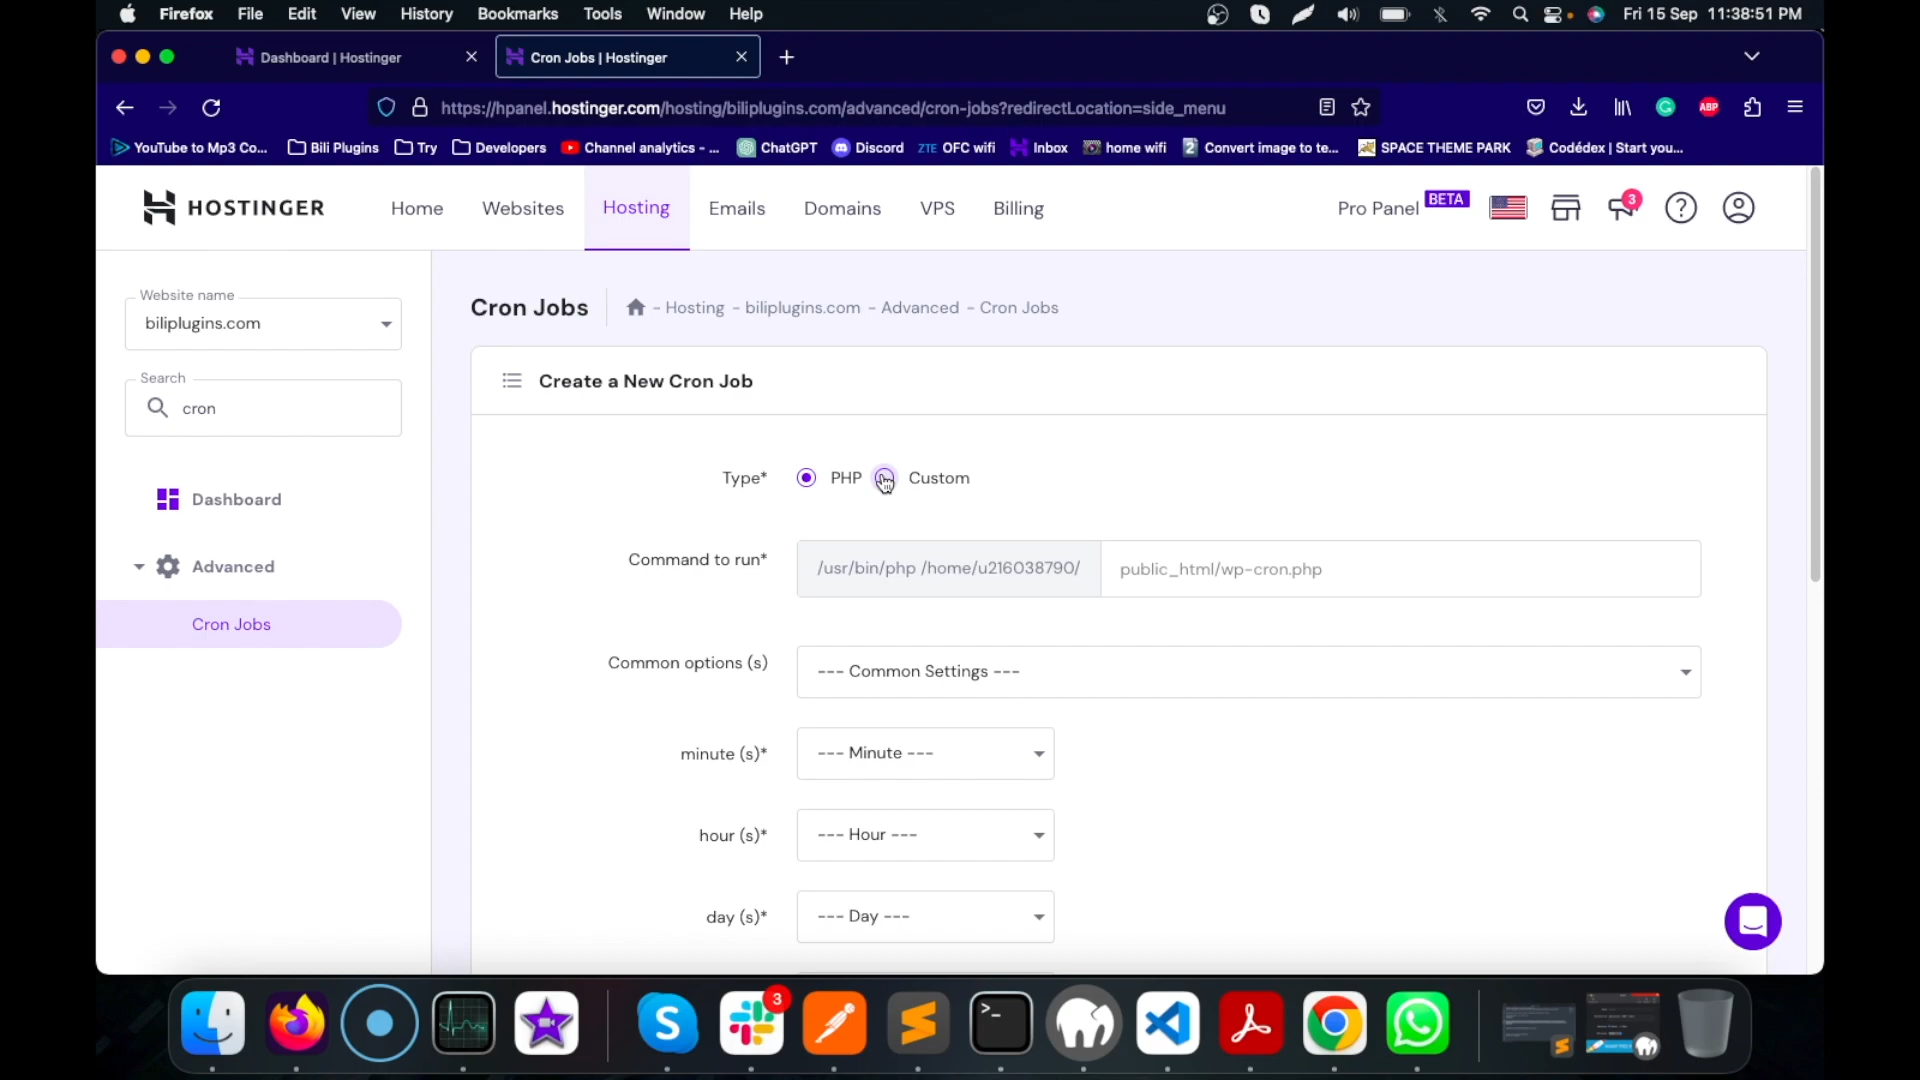 Firefox File Edit View History Bookmarks Tools Window Help Fri 15 Sep 11:38:51 PM
Dashboard | Hostinger Cron Jobs | Hostinger
https://hpanel.hostinger.com/hosting/biliplugins.com/advanced/cron-jobs?redirectLocation=side_menu ABP
YouTube to Mp3 Co... Bili Plugins Try Developers Channel analytics - ... ChatGPT Discord ZTE OFC wifi Inbox home wifi 2 Convert image to te... SPACE THEME PARK Codédex | Start you...
HOSTINGER Home Websites Hosting Emails Domains VPS Billing Pro Panel BETA 3
Website name
biliplugins.com
Search
cron
Dashboard
Advanced
Cron Jobs
Cron Jobs - Hosting - biliplugins.com - Advanced - Cron Jobs
Create a New Cron Job
Type* PHP Custom
Command to run* /usr/bin/php /home/u216038790/ public_html/wp-cron.php
Common options (s) --- Common Settings ---
minute (s)* --- Minute ---
hour (s)* --- Hour ---
day (s)* --- Day ---
3